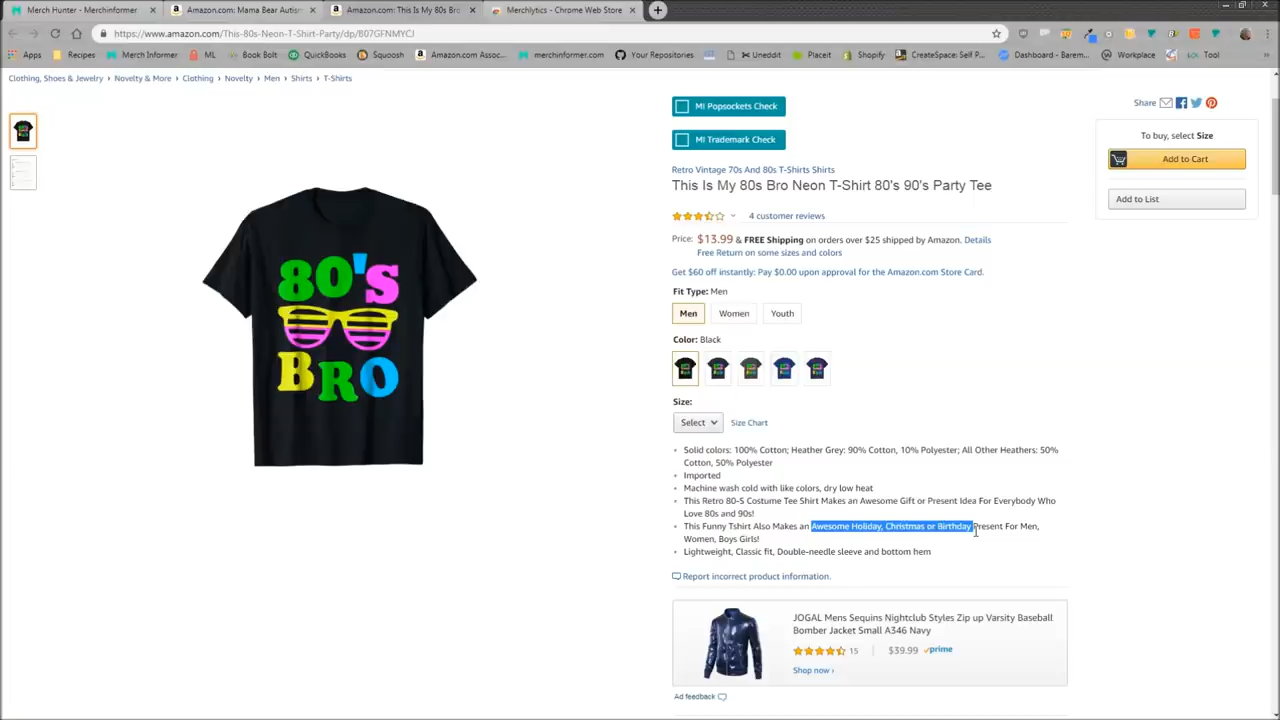 Merch Hunter - Merchinformer
Amazon.com: Mama Bear Autism
Amazon.com: This Is My 80s Bro
Merchlytics - Chrome Web Store
https://www.amazon.com/This-80s-Neon-T-Shirt-Party/dp/B07GFNMYCJ
Apps
Recipes
Merch Informer
ML
Book Bolt
QuickBooks
Squoosh
Amazon.com Assoc...
merchinformer.com
Your Repositories
Uneddit
Placeit
Shopify
CreateSpace: Self P...
Dashboard - Barem...
Workplace
Tool
Clothing, Shoes & Jewelry › Novelty & More › Clothing › Novelty › Men › Shirts › T-Shirts
MI Popsockets Check
MI Trademark Check
Share
To buy, select Size
Add to Cart
Add to List
Retro Vintage 70s And 80s T-Shirts Shirts
This Is My 80s Bro Neon T-Shirt 80's 90's Party Tee
4 customer reviews
Price: $13.99 & FREE Shipping on orders over $25 shipped by Amazon. Details
Free Return on some sizes and colors
Get $60 off instantly: Pay $0.00 upon approval for the Amazon.com Store Card.
Fit Type: Men
Men
Women
Youth
Color: Black
80's
BRO
Size:
Select
Size Chart
Solid colors: 100% Cotton; Heather Grey: 90% Cotton, 10% Polyester; All Other Heathers: 50%
Cotton, 50% Polyester
Imported
Machine wash cold with like colors, dry low heat
This Retro 80-S Costume Tee Shirt Makes an Awesome Gift or Present Idea For Everybody Who
Love 80s and 90s!
This Funny Tshirt Also Makes an Awesome Holiday, Christmas or Birthday Present For Men,
Women, Boys Girls!
Lightweight, Classic fit, Double-needle sleeve and bottom hem
Report incorrect product information.
JOGAL Mens Sequins Nightclub Styles Zip up Varsity Baseball
Bomber Jacket Small A346 Navy
15 | $39.99 prime
Shop now ›
Ad feedback